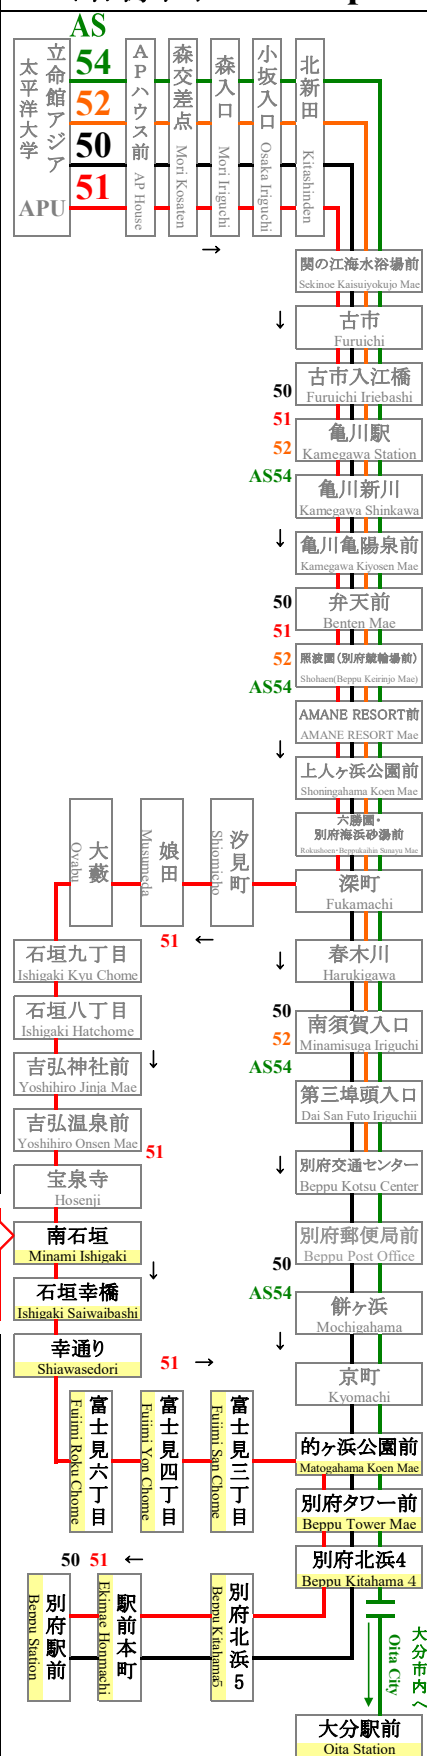 AS
54
52
50
51
立命館アジア
太平洋大学
APU
APハウス前
AP House
森交差点
Mori Kosaten
森入口
Mori Iriguchi
小坂入口
Osaka Iriguchi
北新田
Kitashinden
→
関の江海水浴場前
Sekinoe Kaisuiyokujo Mae
↓
古市
Furuichi
古市入江橋
Furuichi Iriebashi
50
51
52
AS54
亀川駅
Kamegawa Station
亀川新川
Kamegawa Shinkawa
↓
亀川亀陽泉前
Kamegawa Kiyosen Mae
弁天前
Benten Mae
50
51
52
AS54
照波園(別府競輪場前)
Shohaen(Beppu Keirinjo Mae)
AMANE RESORT前
AMANE RESORT Mae
↓
上人ヶ浜公園前
Shoningahama Koen Mae
六勝園・
別府海浜砂湯前
Rokushoen・Beppukaihin Sunayu Mae
深町
Fukamachi
汐見町
Shiomicho
娘田
Musumeda
大藪
Oyabu
51 ←
石垣九丁目
Ishigaki Kyu Chome
石垣八丁目
Ishigaki Hatchome
吉弘神社前
Yoshihiro Jinja Mae
↓
吉弘温泉前
Yoshihiro Onsen Mae
51
宝泉寺
Hosenji
南石垣
Minami Ishigaki
石垣幸橋
Ishigaki Saiwaibashi
↓
幸通り
Shiawasedori
51 →
富士見六丁目
Fujimi Roku Chome
富士見四丁目
Fujimi Yon Chome
富士見三丁目
Fujimi San Chome
春木川
Harukigawa
↓
南須賀入口
Minamisuga Iriguchi
50
52
AS54
第三埠頭入口
Dai San Futo Iriguchii
別府交通センター
Beppu Kotsu Center
↓
別府郵便局前
Beppu Post Office
50
AS54
餅ヶ浜
Mochigahama
↓
京町
Kyomachi
的ヶ浜公園前
Matogahama Koen Mae
別府タワー前
Beppu Tower Mae
別府北浜4
Beppu Kitahama 4
50 51 ←
別府北浜5
Beppu Kitahama5
駅前本町
Ekimae Honmachi
別府駅前
Beppu Station
大分市内へ
Oita City
大分駅前
Oita Station